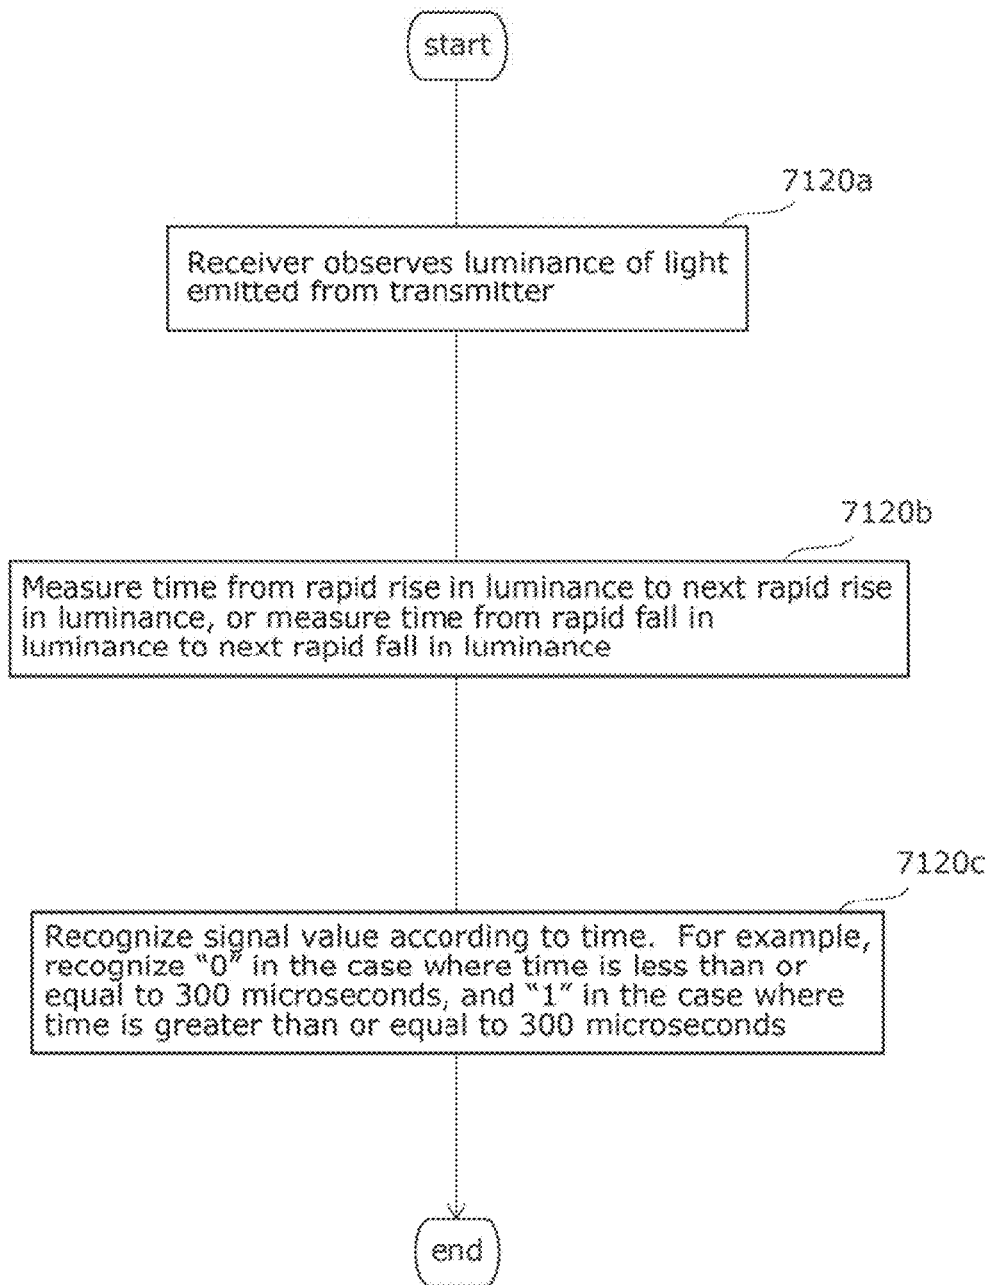 start
7120a
Receiver observes luminance of light
emitted from transmitter
7120b
Measure time from rapid rise in luminance to next rapid rise
in luminance, or measure time from rapid fall in
luminance to next rapid fall in luminance
7120c
Recognize signal value according to time.  For example,
recognize "0" in the case where time is less than or
equal to 300 microseconds, and "1" in the case where
time is greater than or equal to 300 microseconds
end